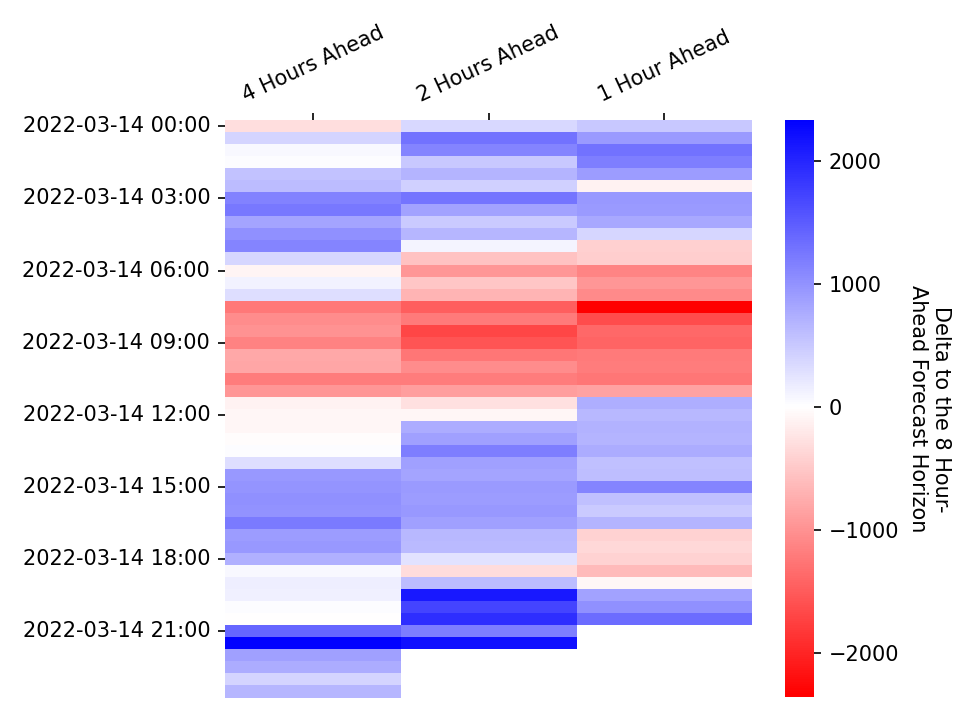 4 Hours Ahead
2 Hours Ahead
1 Hour Ahead
2022-03-14 00:00
2022-03-14 03:00
2022-03-14 06:00
2022-03-14 09:00
2022-03-14 12:00
2022-03-14 15:00
2022-03-14 18:00
2022-03-14 21:00
2000
1000
0
−1000
−2000
Delta to the 8 Hour-
Ahead Forecast Horizon